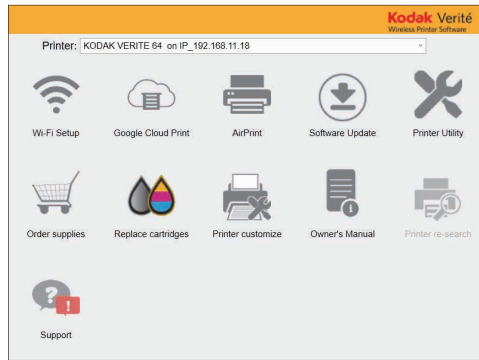 Kodak Verité
Wireless Printer Software
Printer: KODAK VERITE 64 on IP_192.168.11.18
Wi-Fi Setup Google Cloud Print AirPrint Software Update Printer Utility
Order supplies Replace cartridges Printer customize Owner's Manual Printer re-search
Support